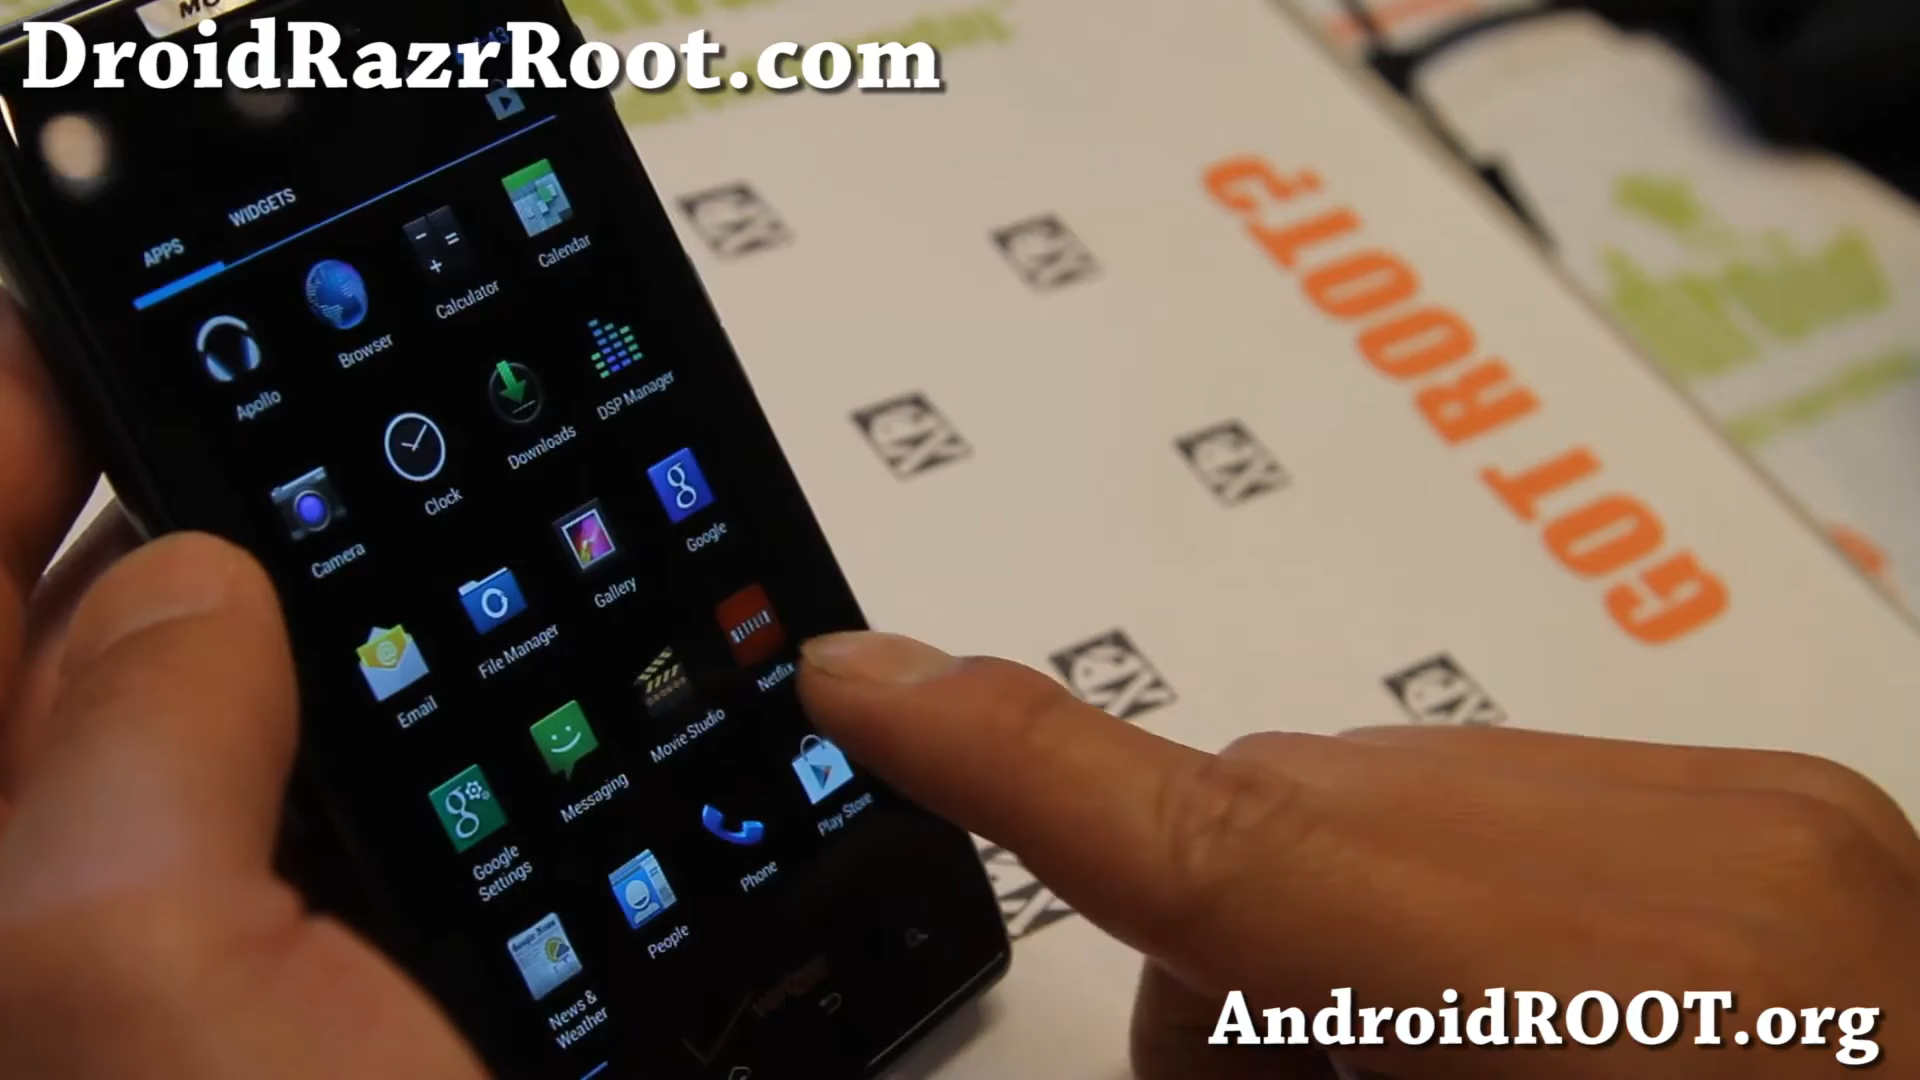 DroidRazrRoot.com
APPS
WIDGETS
Apollo
Browser
Calculator
Calendar
Camera
Clock
Downloads
DSP Manager
Email
File Manager
Gallery
Google
Google
Settings
Messaging
Movie Studio
NETFLIX
Netflix
News &
Weather
People
Phone
Play Store
GOT ROOT?
AndroidROOT.org